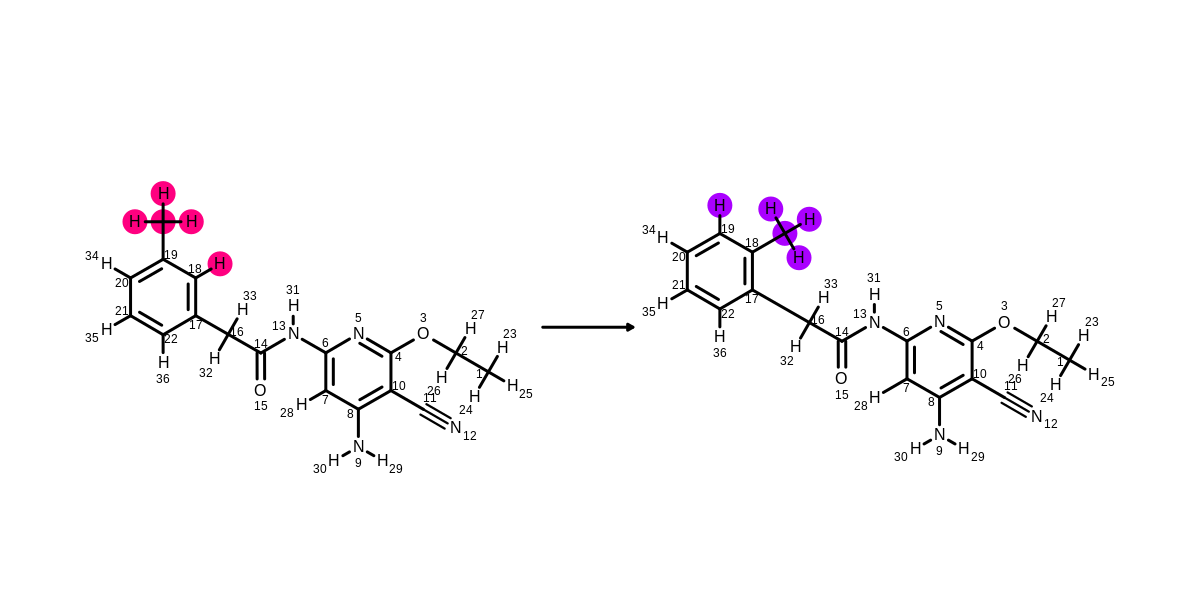 H
H H
34 H 19 18 H
20
21
35 H 17 22 H 36
33 H 16 H 32
31 H 13 N 14 O 15
6 5 N 3 O 4
27 H 2 H 26
23 H 1 H 25 H 24
10 11 N 12
28 H 7 8
N 9
30 H H 29
H
H H H
34 H 19 18
20
21
35 H 17 22 H 36
33 H 16 H 32
31 H 13 N 14 O 15
6 5 N 3 O 4
27 H 2 H 26
23 H 1 H 25 H 24
10 11 N 12
28 H 7 8
N 9
30 H H 29